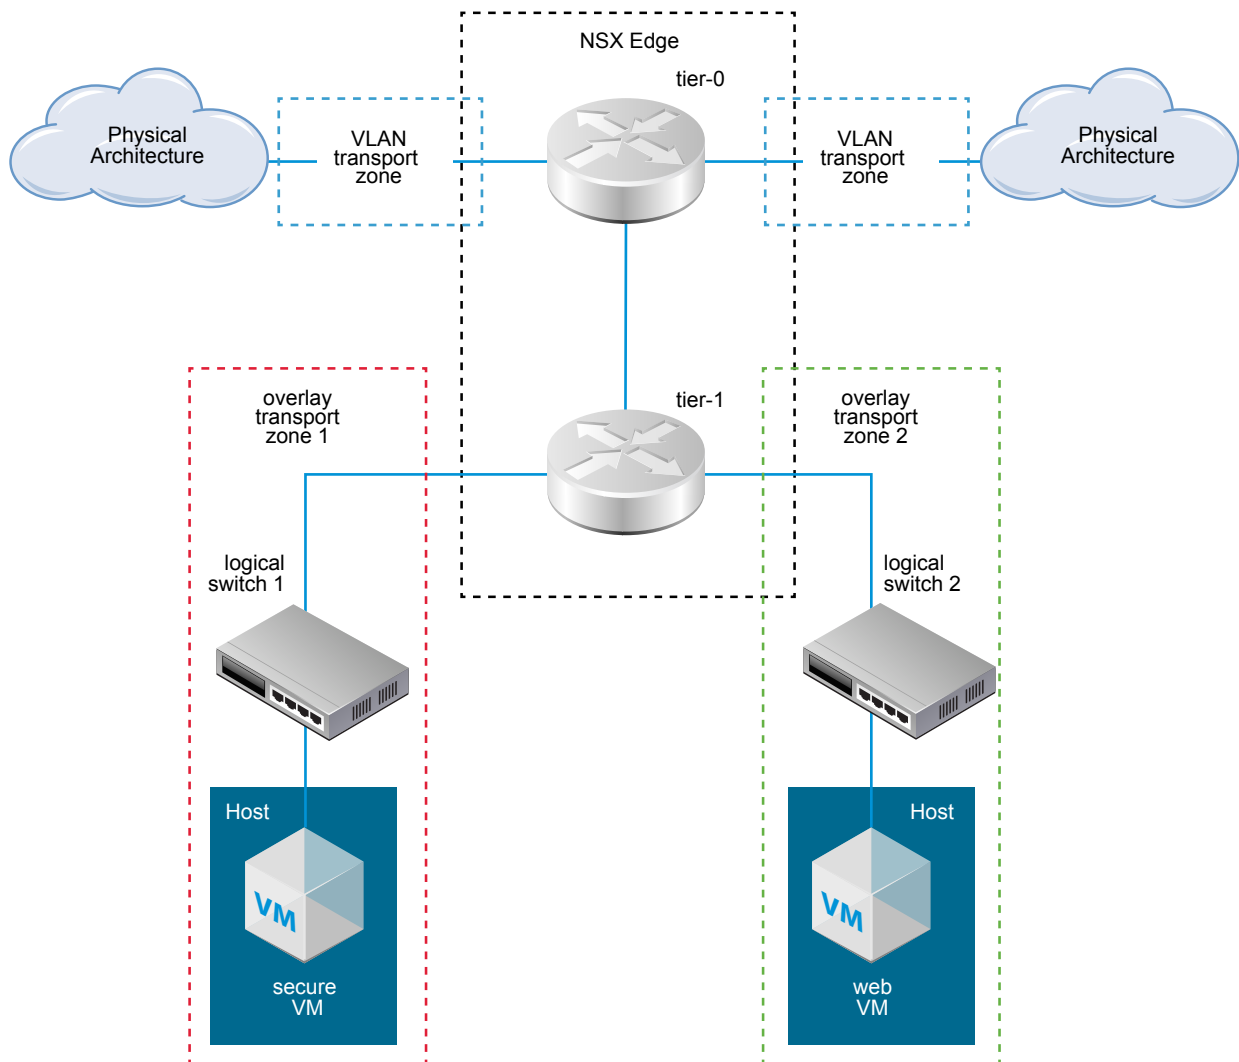 NSX Edge
tier-0
Physical
Architecture
VLAN
transport
zone
VLAN
transport
zone
Physical
Architecture
overlay
transport
zone 1
tier-1
overlay
transport
zone 2
logical
switch 1
logical
switch 2
Host
VM
secure
VM
Host
VM
web
VM